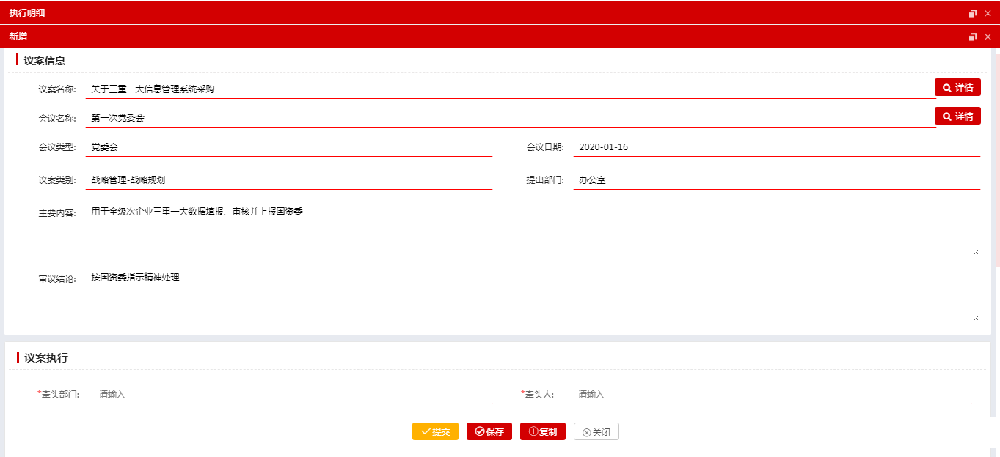 执行明细
新增
议案信息
议案名称: 关于三重一大信息管理系统采购 详情
会议名称: 第一次党委会 详情
会议类型: 党委会 会议日期: 2020-01-16
议案类别: 战略管理-战略规划 提出部门: 办公室
主要内容: 用于全级次企业三重一大数据填报、审核并上报国资委
审议结论: 按国资委指示精神处理
议案执行
*牵头部门: 请输入 *牵头人: 请输入
提交 保存 复制 关闭